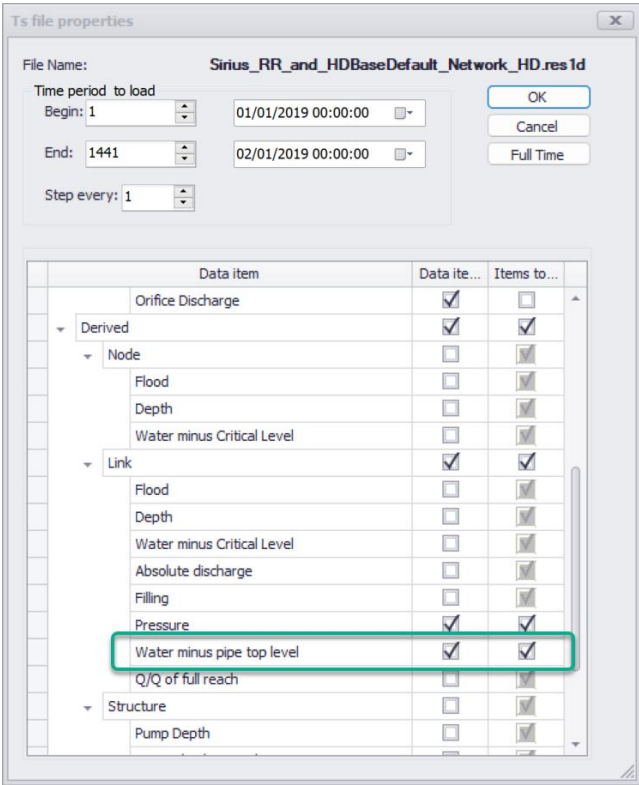 Ts file properties
File Name: Sirius_RR_and_HDBaseDefault_Network_HD.res1d
Time period to load
Begin: 1 01/01/2019 00:00:00
OK
Cancel
End: 1441 02/01/2019 00:00:00
Full Time
Step every: 1
Data item Data ite... Items to...
Orifice Discharge
Derived
Node
Flood
Depth
Water minus Critical Level
Link
Flood
Depth
Water minus Critical Level
Absolute discharge
Filling
Pressure
Water minus pipe top level
Q/Q of full reach
Structure
Pump Depth